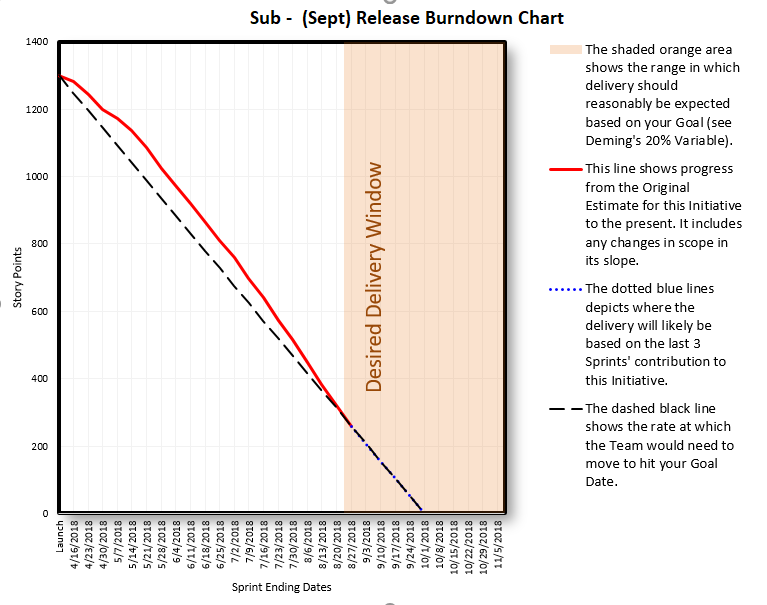 Sub -  (Sept) Release Burndown Chart
1400
1200
1000
800
600
400
200
0
Story Points
Desired Delivery Window
Launch
4/16/2018
4/23/2018
4/30/2018
5/7/2018
5/14/2018
5/21/2018
5/28/2018
6/4/2018
6/11/2018
6/18/2018
6/25/2018
7/2/2018
7/9/2018
7/16/2018
7/23/2018
7/30/2018
8/6/2018
8/13/2018
8/20/2018
8/27/2018
9/3/2018
9/10/2018
9/17/2018
9/24/2018
10/1/2018
10/8/2018
10/15/2018
10/22/2018
10/29/2018
11/5/2018
Sprint Ending Dates
The shaded orange area
shows the range in which
delivery should
reasonably be expected
based on your Goal (see
Deming's 20% Variable).
This line shows progress
from the Original
Estimate for this Initiative
to the present. It includes
any changes in scope in
its slope.
The dotted blue lines
depicts where the
delivery will likely be
based on the last 3
Sprints' contribution to
this Initiative.
The dashed black line
shows the rate at which
the Team would need to
move to hit your Goal
Date.